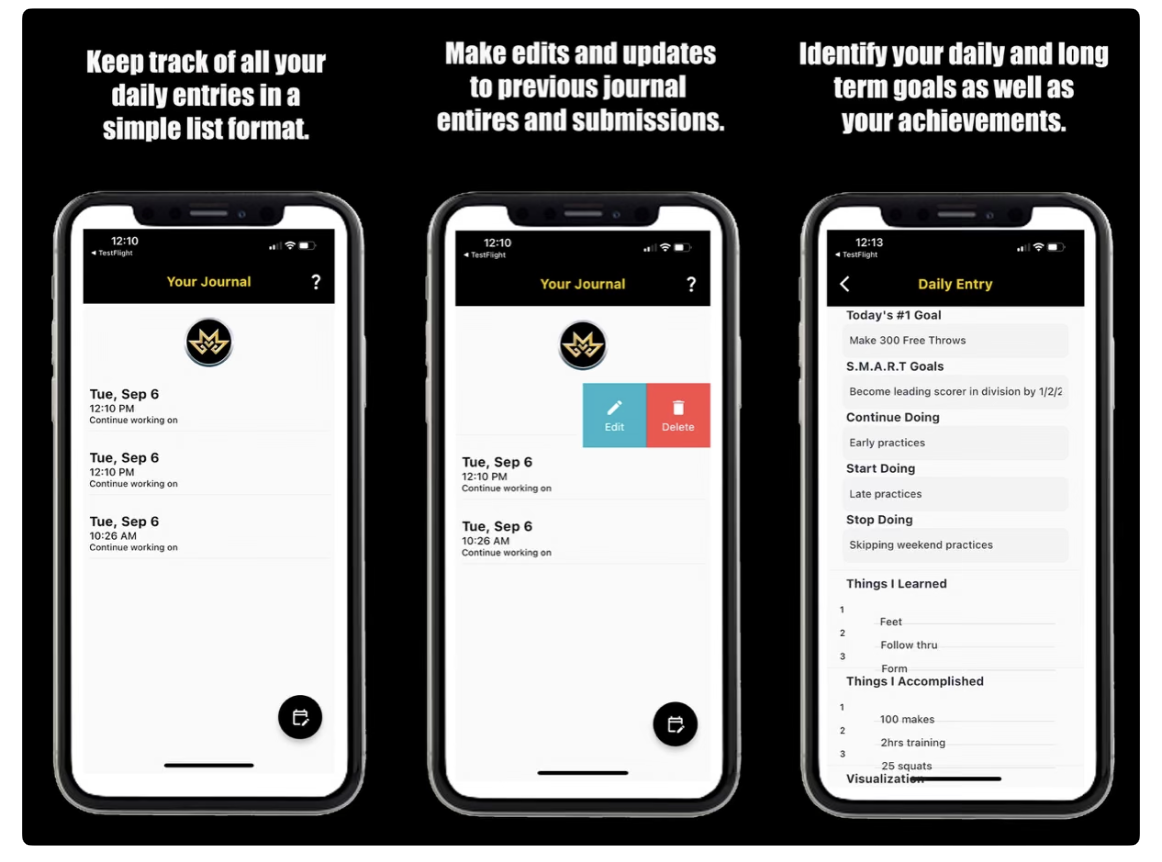 Keep track of all your
daily entries in a
simple list format.
12:10
◄ TestFlight
Your Journal
?
Tue, Sep 6
12:10 PM
Continue working on
Tue, Sep 6
12:10 PM
Continue working on
Tue, Sep 6
10:26 AM
Continue working on
Make edits and updates
to previous journal
entires and submissions.
12:10
◄ TestFlight
Your Journal
?
Edit
Delete
Tue, Sep 6
12:10 PM
Continue working on
Tue, Sep 6
10:26 AM
Continue working on
Identify your daily and long
term goals as well as
your achievements.
12:13
◄ TestFlight
Daily Entry
Today's #1 Goal
Make 300 Free Throws
S.M.A.R.T Goals
Become leading scorer in division by 1/2/2
Continue Doing
Early practices
Start Doing
Late practices
Stop Doing
Skipping weekend practices
Things I Learned
1
Feet
2
Follow thru
3
Form
Things I Accomplished
1
100 makes
2
2hrs training
3
25 squats
Visualization